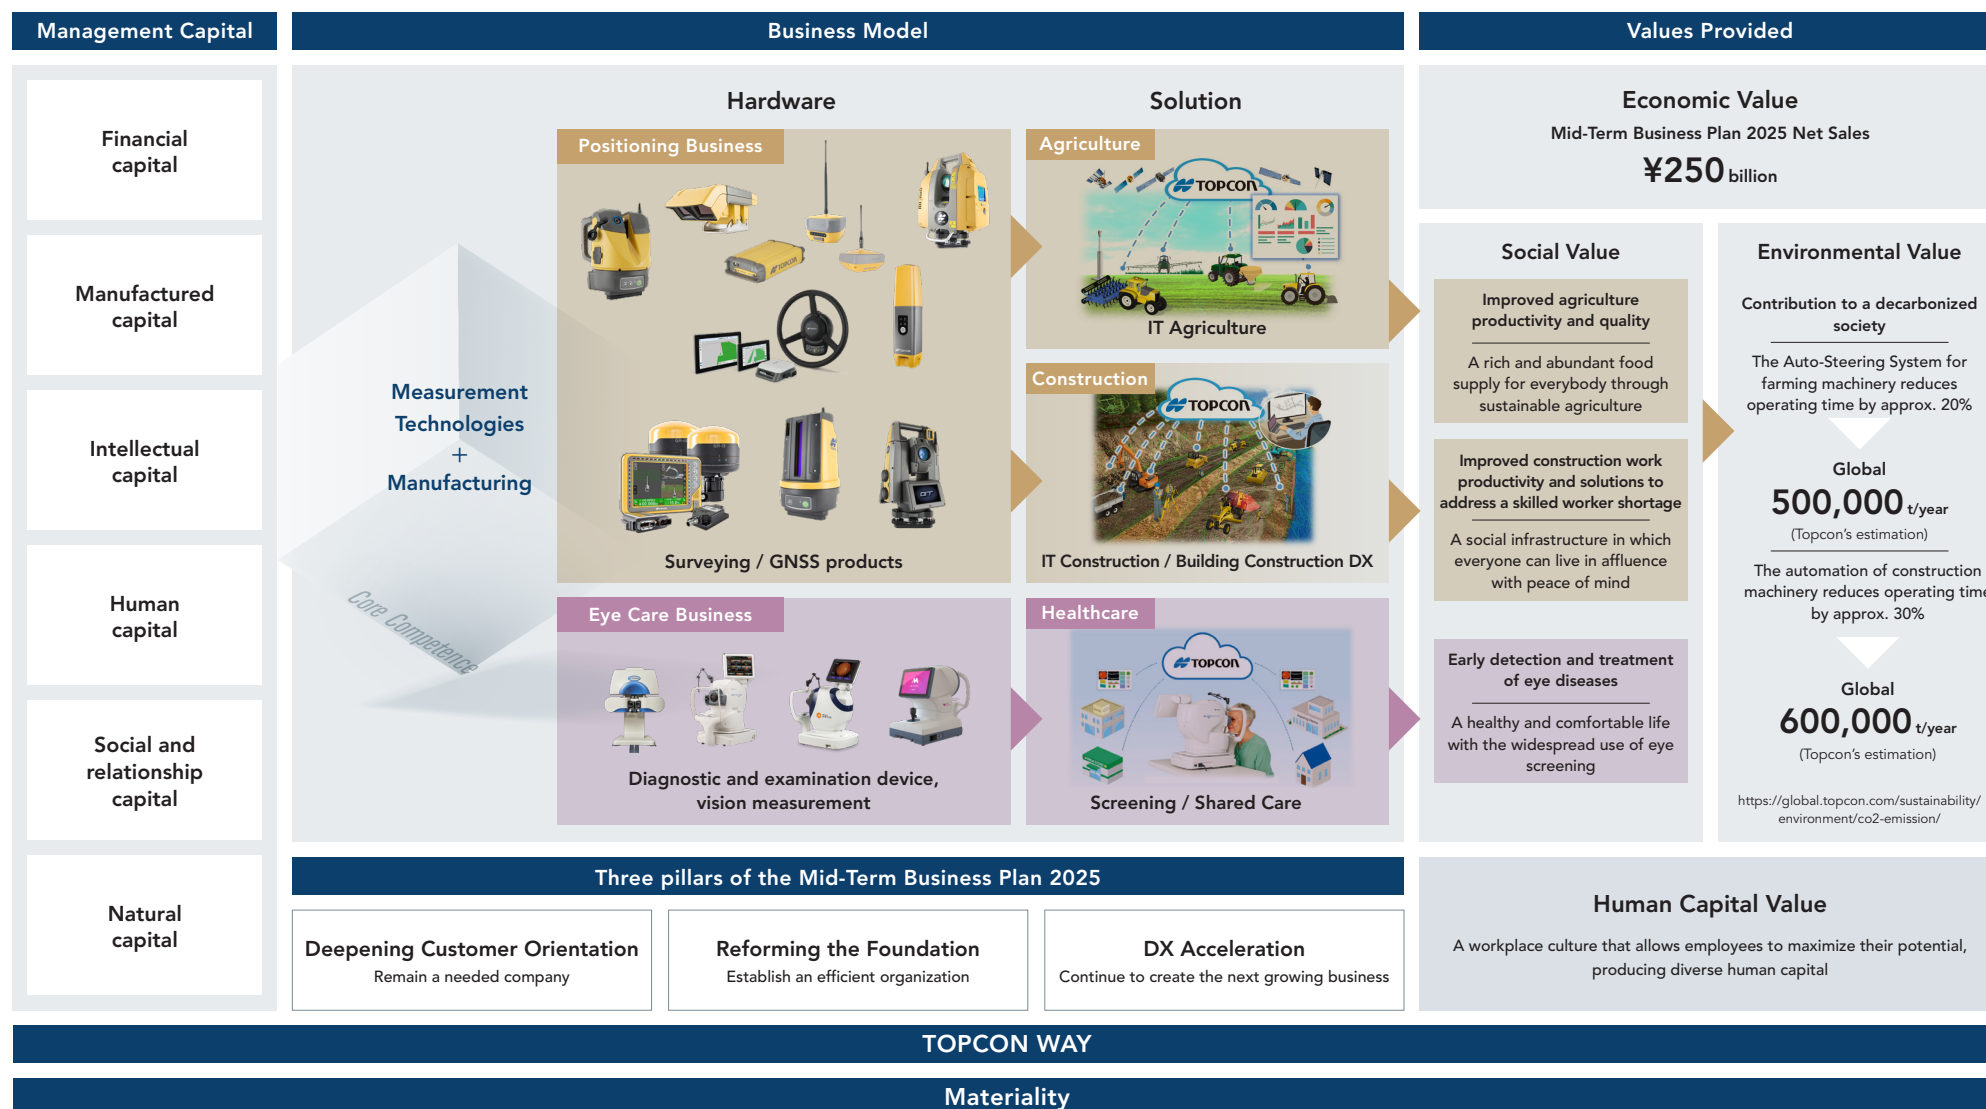 Management Capital
Financial
capital
Manufactured
capital
Intellectual
capital
Human
capital
Social and
relationship
capital
Natural
capital
Business Model
Measurement
Technologies
+
Manufacturing
Core Competence
Hardware
Positioning Business
TOPCON
Surveying / GNSS products
Eye Care Business
Diagnostic and examination device,
vision measurement
Solution
Agriculture
TOPCON
IT Agriculture
Construction
TOPCON
IT Construction / Building Construction DX
Healthcare
TOPCON
Screening / Shared Care
Three pillars of the Mid-Term Business Plan 2025
Deepening Customer Orientation
Remain a needed company
Reforming the Foundation
Establish an efficient organization
DX Acceleration
Continue to create the next growing business
Values Provided
Economic Value
Mid-Term Business Plan 2025 Net Sales
¥250 billion
Social Value
Improved agriculture
productivity and quality
A rich and abundant food
supply for everybody through
sustainable agriculture
Improved construction work
productivity and solutions to
address a skilled worker shortage
A social infrastructure in which
everyone can live in affluence
with peace of mind
Early detection and treatment
of eye diseases
A healthy and comfortable life
with the widespread use of eye
screening
Environmental Value
Contribution to a decarbonized
society
The Auto-Steering System for
farming machinery reduces
operating time by approx. 20%
Global
500,000 t/year
(Topcon's estimation)
The automation of construction
machinery reduces operating time
by approx. 30%
Global
600,000 t/year
(Topcon's estimation)
https://global.topcon.com/sustainability/
environment/co2-emission/
Human Capital Value
A workplace culture that allows employees to maximize their potential,
producing diverse human capital
TOPCON WAY
Materiality